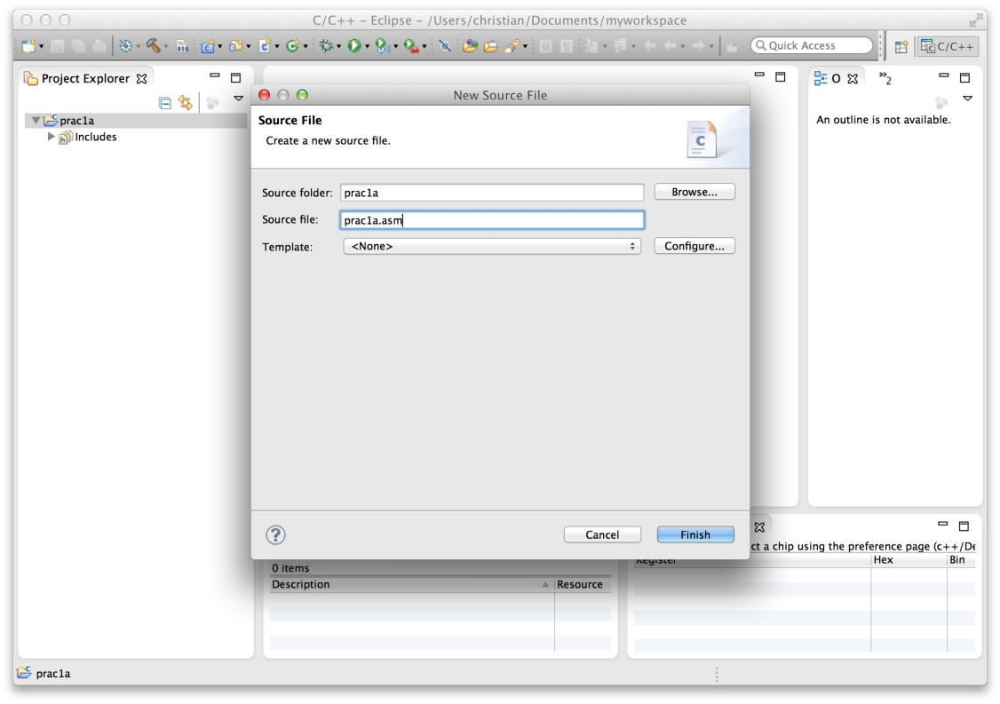 C/C++ – Eclipse – /Users/christian/Documents/myworkspace
Quick Access
C/C++
Project Explorer
prac1a
Includes
New Source File
Source File
Create a new source file.
Source folder: prac1a Browse...
Source file: prac1a.asm
Template: <None> Configure...
? Cancel Finish
O
»2
An outline is not available.
0 items
Description Resource
ct a chip using the preference page (c++/De
Register Hex Bin
prac1a